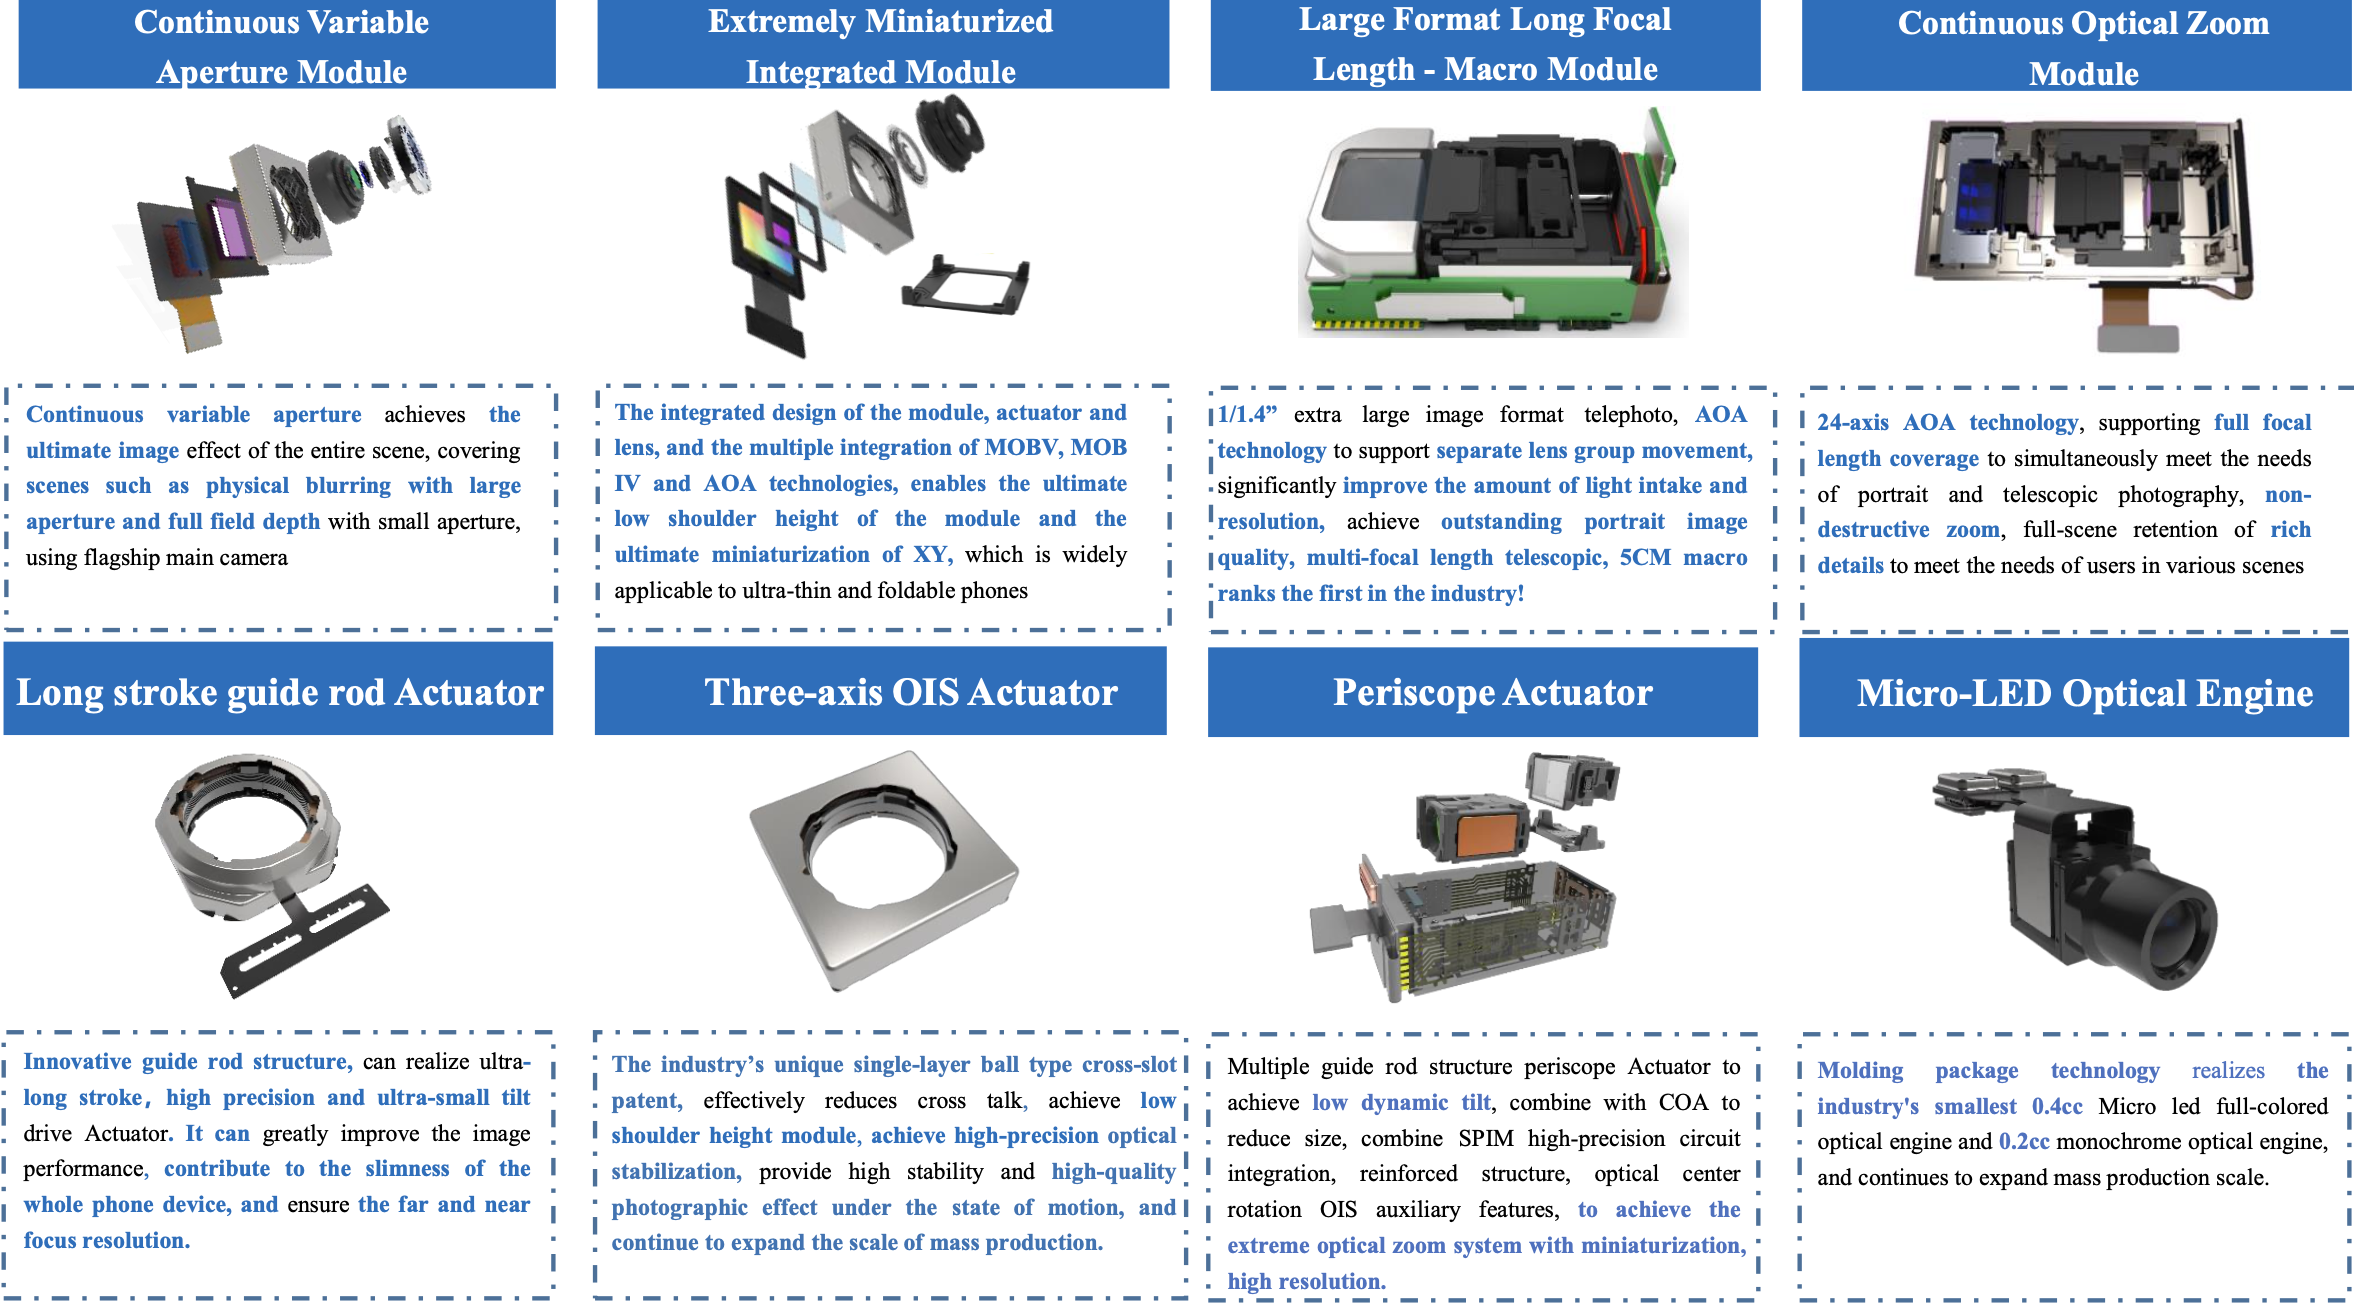 Continuous Variable
Aperture Module
Extremely Miniaturized
Integrated Module
Large Format Long Focal
Length - Macro Module
Continuous Optical Zoom
Module
Continuous variable aperture achieves the
ultimate image effect of the entire scene, covering
scenes such as physical blurring with large
aperture and full field depth with small aperture,
using flagship main camera
The integrated design of the module, actuator and
lens, and the multiple integration of MOBV, MOB
IV and AOA technologies, enables the ultimate
low shoulder height of the module and the
ultimate miniaturization of XY, which is widely
applicable to ultra-thin and foldable phones
1/1.4” extra large image format telephoto, AOA
technology to support separate lens group movement,
significantly improve the amount of light intake and
resolution, achieve outstanding portrait image
quality, multi-focal length telescopic, 5CM macro
ranks the first in the industry!
24-axis AOA technology, supporting full focal
length coverage to simultaneously meet the needs
of portrait and telescopic photography, non-
destructive zoom, full-scene retention of rich
details to meet the needs of users in various scenes
Long stroke guide rod Actuator
Three-axis OIS Actuator
Periscope Actuator
Micro-LED Optical Engine
Innovative guide rod structure, can realize ultra-
long stroke, high precision and ultra-small tilt
drive Actuator. It can greatly improve the image
performance, contribute to the slimness of the
whole phone device, and ensure the far and near
focus resolution.
The industry’s unique single-layer ball type cross-slot
patent, effectively reduces cross talk, achieve low
shoulder height module, achieve high-precision optical
stabilization, provide high stability and high-quality
photographic effect under the state of motion, and
continue to expand the scale of mass production.
Multiple guide rod structure periscope Actuator to
achieve low dynamic tilt, combine with COA to
reduce size, combine SPIM high-precision circuit
integration, reinforced structure, optical center
rotation OIS auxiliary features, to achieve the
extreme optical zoom system with miniaturization,
high resolution.
Molding package technology realizes the
industry's smallest 0.4cc Micro led full-colored
optical engine and 0.2cc monochrome optical engine,
and continues to expand mass production scale.